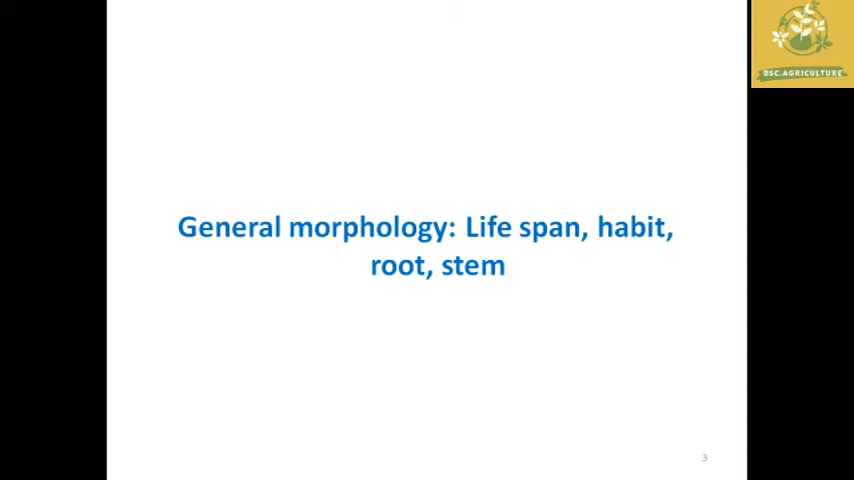 BSC.AGRICULTURE
General morphology: Life span, habit,
root, stem
3